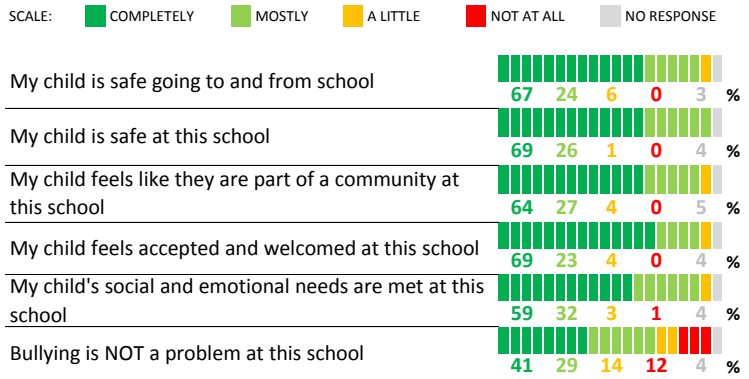 SCALE: COMPLETELY MOSTLY A LITTLE NOT AT ALL NO RESPONSE
My child is safe going to and from school
67 24 6 0 3 %
My child is safe at this school
69 26 1 0 4 %
My child feels like they are part of a community at
this school
64 27 4 0 5 %
My child feels accepted and welcomed at this school
69 23 4 0 4 %
My child's social and emotional needs are met at this
school
59 32 3 1 4 %
Bullying is NOT a problem at this school
41 29 14 12 4 %